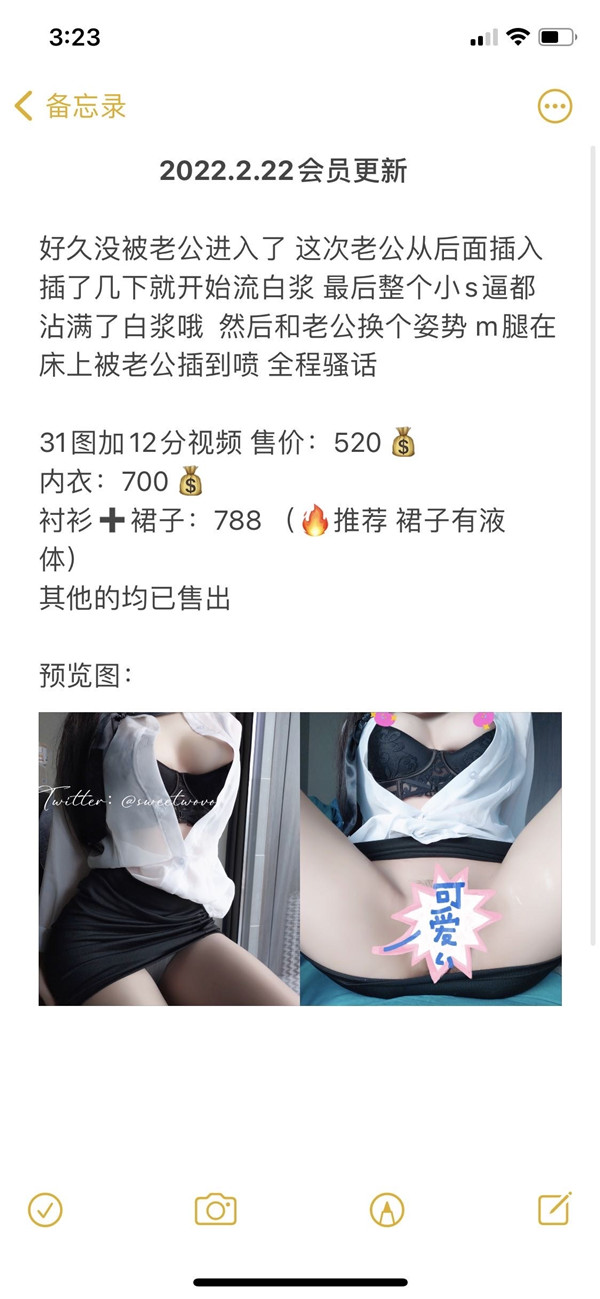 3:23
备忘录
2022.2.22会员更新
好久没被老公进入了 这次老公从后面插入
插了几下就开始流白浆 最后整个小s逼都
沾满了白浆哦 然后和老公换个姿势 m腿在
床上被老公插到喷 全程骚话
31图加12分视频 售价：520 💰
内衣：700 💰
衬衫➕裙子：788 （🔥推荐 裙子有液
体）
其他的均已售出
预览图：
Twitter: @sweetwovo
可爱